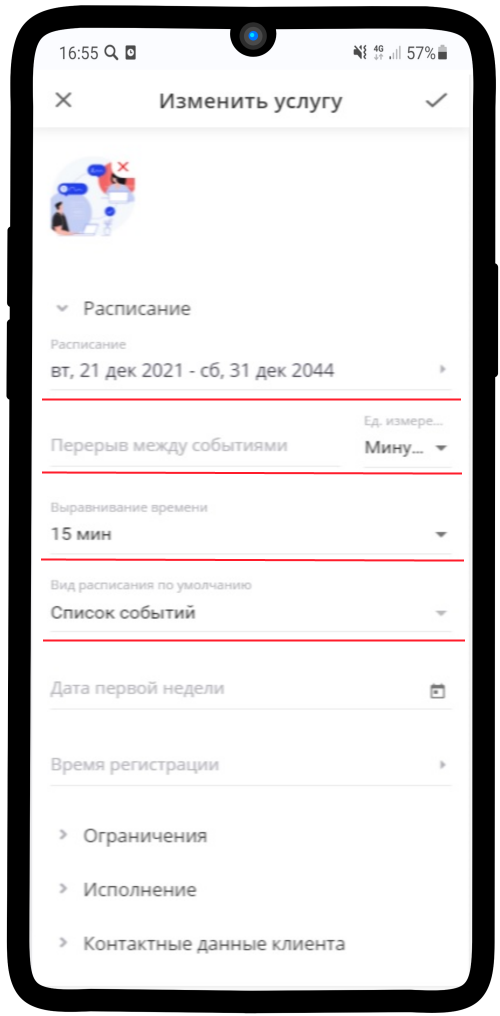 16:55 4G 57%
Изменить услугу
Расписание
Расписание
вт, 21 дек 2021 - сб, 31 дек 2044
Ед. измере...
Перерыв между событиями Мину...
Выравнивание времени
15 мин
Вид расписания по умолчанию
Список событий
Дата первой недели
Время регистрации
Ограничения
Исполнение
Контактные данные клиента